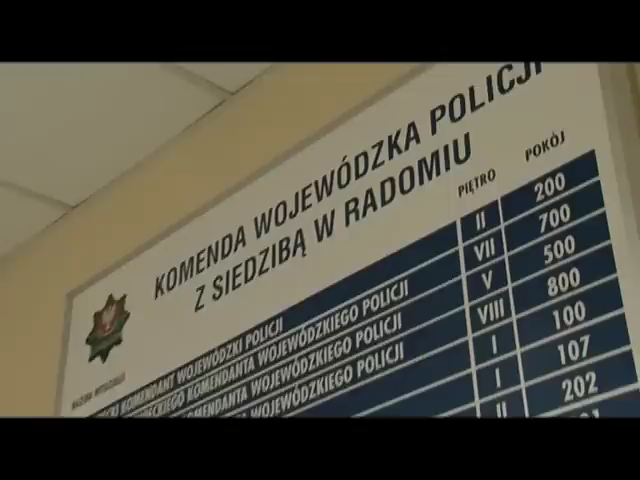 KOMENDA WOJEWÓDZKA POLICJI
Z SIEDZIBĄ W RADOMIU
PIĘTRO POKÓJ
KOMENDANT WOJEWÓDZKI POLICJI II 200
KOMENDANTA WOJEWÓDZKIEGO POLICJI VII 700
KOMENDANTA WOJEWÓDZKIEGO POLICJI V 500
WOJEWÓDZKIEGO POLICJI VIII 800
I 100
I 107
II 202